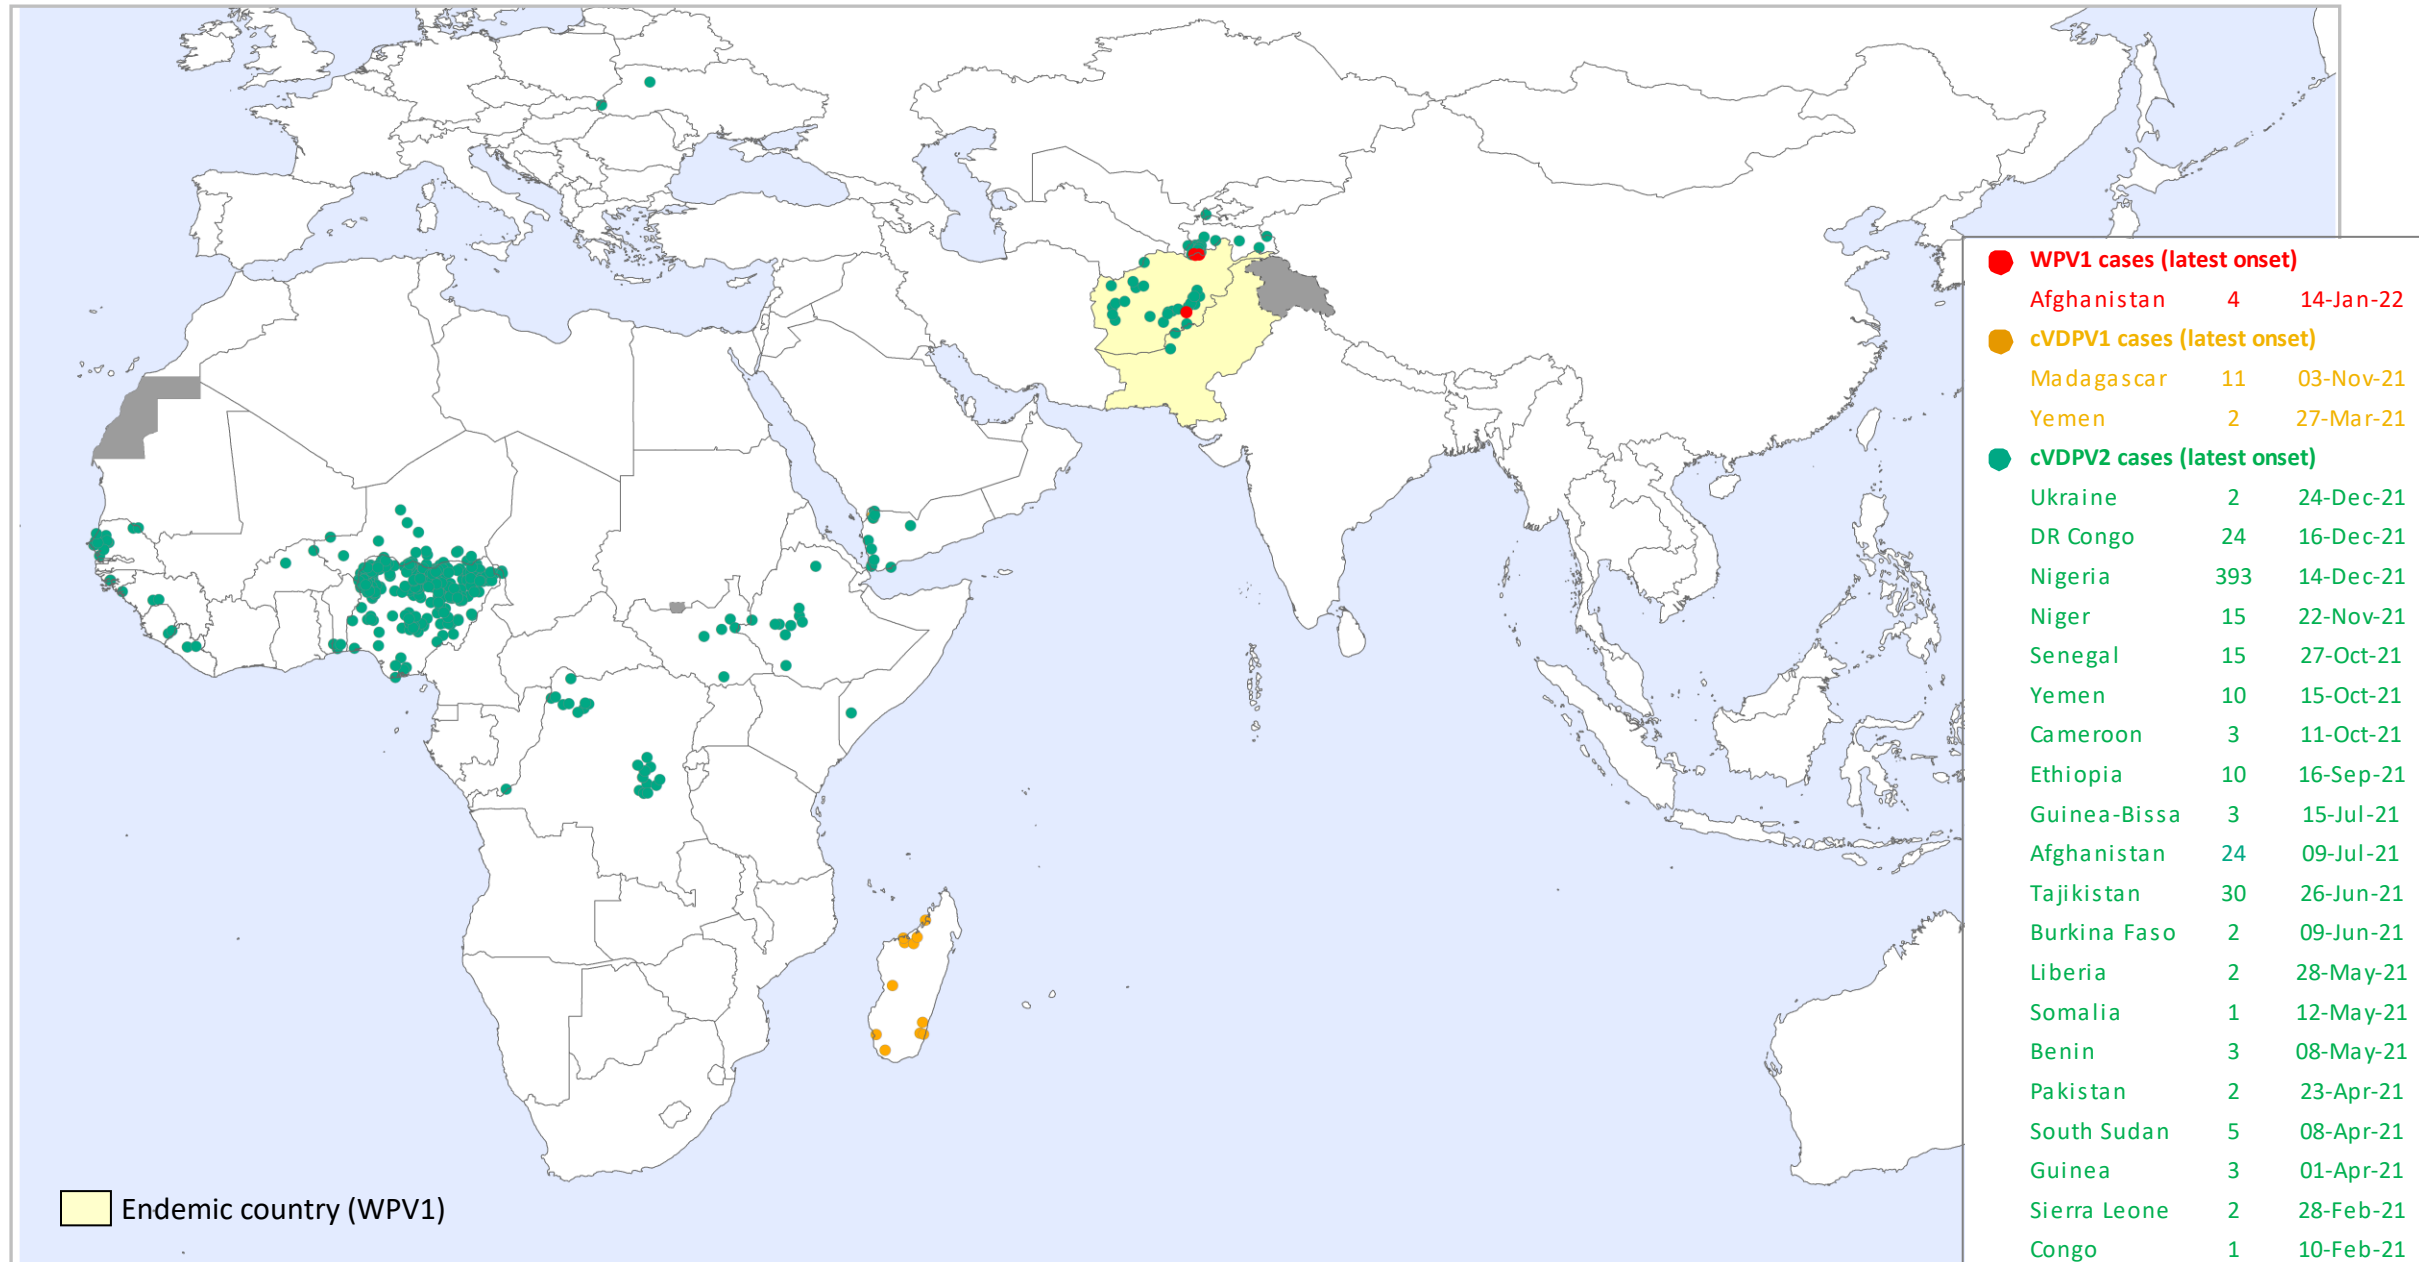 WPV1 cases (latest onset)
Afghanistan 4 14-Jan-22
cVDPV1 cases (latest onset)
Madagascar 11 03-Nov-21
Yemen 2 27-Mar-21
cVDPV2 cases (latest onset)
Ukraine 2 24-Dec-21
DR Congo 24 16-Dec-21
Nigeria 393 14-Dec-21
Niger 15 22-Nov-21
Senegal 15 27-Oct-21
Yemen 10 15-Oct-21
Cameroon 3 11-Oct-21
Ethiopia 10 16-Sep-21
Guinea-Bissa 3 15-Jul-21
Afghanistan 24 09-Jul-21
Tajikistan 30 26-Jun-21
Burkina Faso 2 09-Jun-21
Liberia 2 28-May-21
Somalia 1 12-May-21
Benin 3 08-May-21
Pakistan 2 23-Apr-21
South Sudan 5 08-Apr-21
Guinea 3 01-Apr-21
Sierra Leone 2 28-Feb-21
Congo 1 10-Feb-21
Endemic country (WPV1)